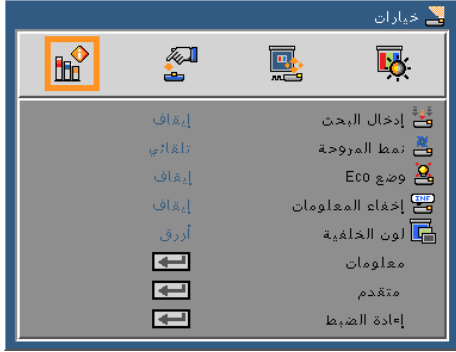 خيارات
إدخال البحث إيقاف
نمط المروحة تلقائي
وضع Eco إيقاف
INF إخفاء المعلومات إيقاف
لون الخلفية أزرق
معلومات
متقدم
إعادة الضبط